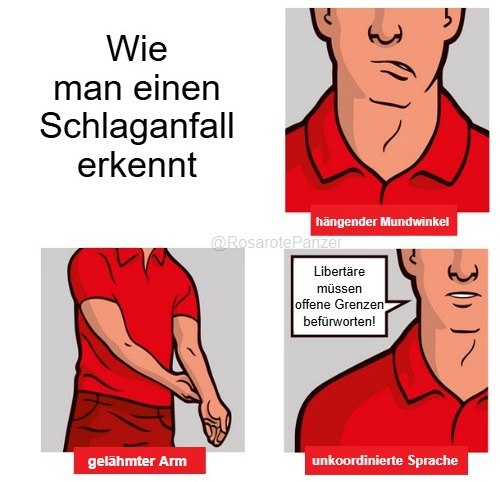 Wie
man einen
Schlaganfall
erkennt
hängender Mundwinkel
@RosarotePanzer
gelähmter Arm
Libertäre
müssen
offene Grenzen
befürworten!
unkoordinierte Sprache